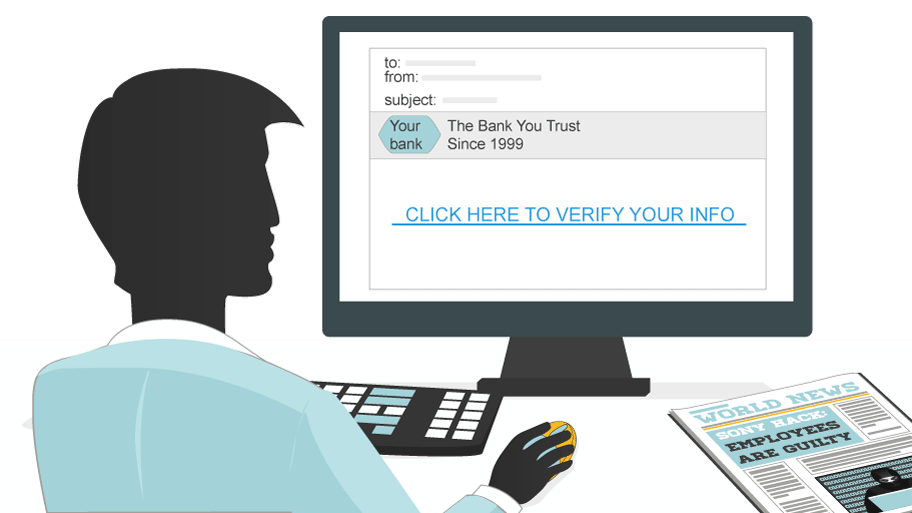 to:
from:
subject:
Your
bank
The Bank You Trust
Since 1999
CLICK HERE TO VERIFY YOUR INFO
WORLD NEWS
SONY HACK:
EMPLOYEES
ARE GUILTY